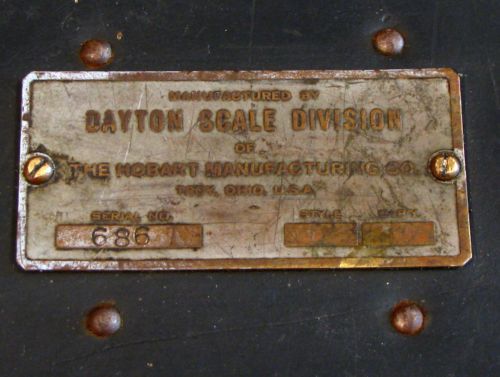 MANUFACTURED BY
DAYTON SCALE DIVISION
OF
THE HOBART MANUFACTURING CO.
TROY, OHIO, U.S.A.
SERIAL NO. STYLE
686